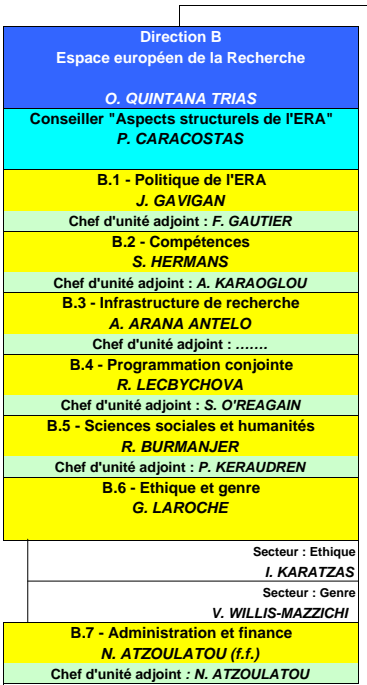 Direction B
Espace européen de la Recherche
O. QUINTANA TRIAS
Conseiller "Aspects structurels de l'ERA"
P. CARACOSTAS
B.1 - Politique de l'ERA
J. GAVIGAN
Chef d'unité adjoint : F. GAUTIER
B.2 - Compétences
S. HERMANS
Chef d'unité adjoint : A. KARAOGLOU
B.3 - Infrastructure de recherche
A. ARANA ANTELO
Chef d'unité adjoint : …….
B.4 - Programmation conjointe
R. LECBYCHOVA
Chef d'unité adjoint : S. O'REAGAIN
B.5 - Sciences sociales et humanités
R. BURMANJER
Chef d'unité adjoint : P. KERAUDREN
B.6 - Ethique et genre
G. LAROCHE
Secteur : Ethique
I. KARATZAS
Secteur : Genre
V. WILLIS-MAZZICHI
B.7 - Administration et finance
N. ATZOULATOU (f.f.)
Chef d'unité adjoint : N. ATZOULATOU